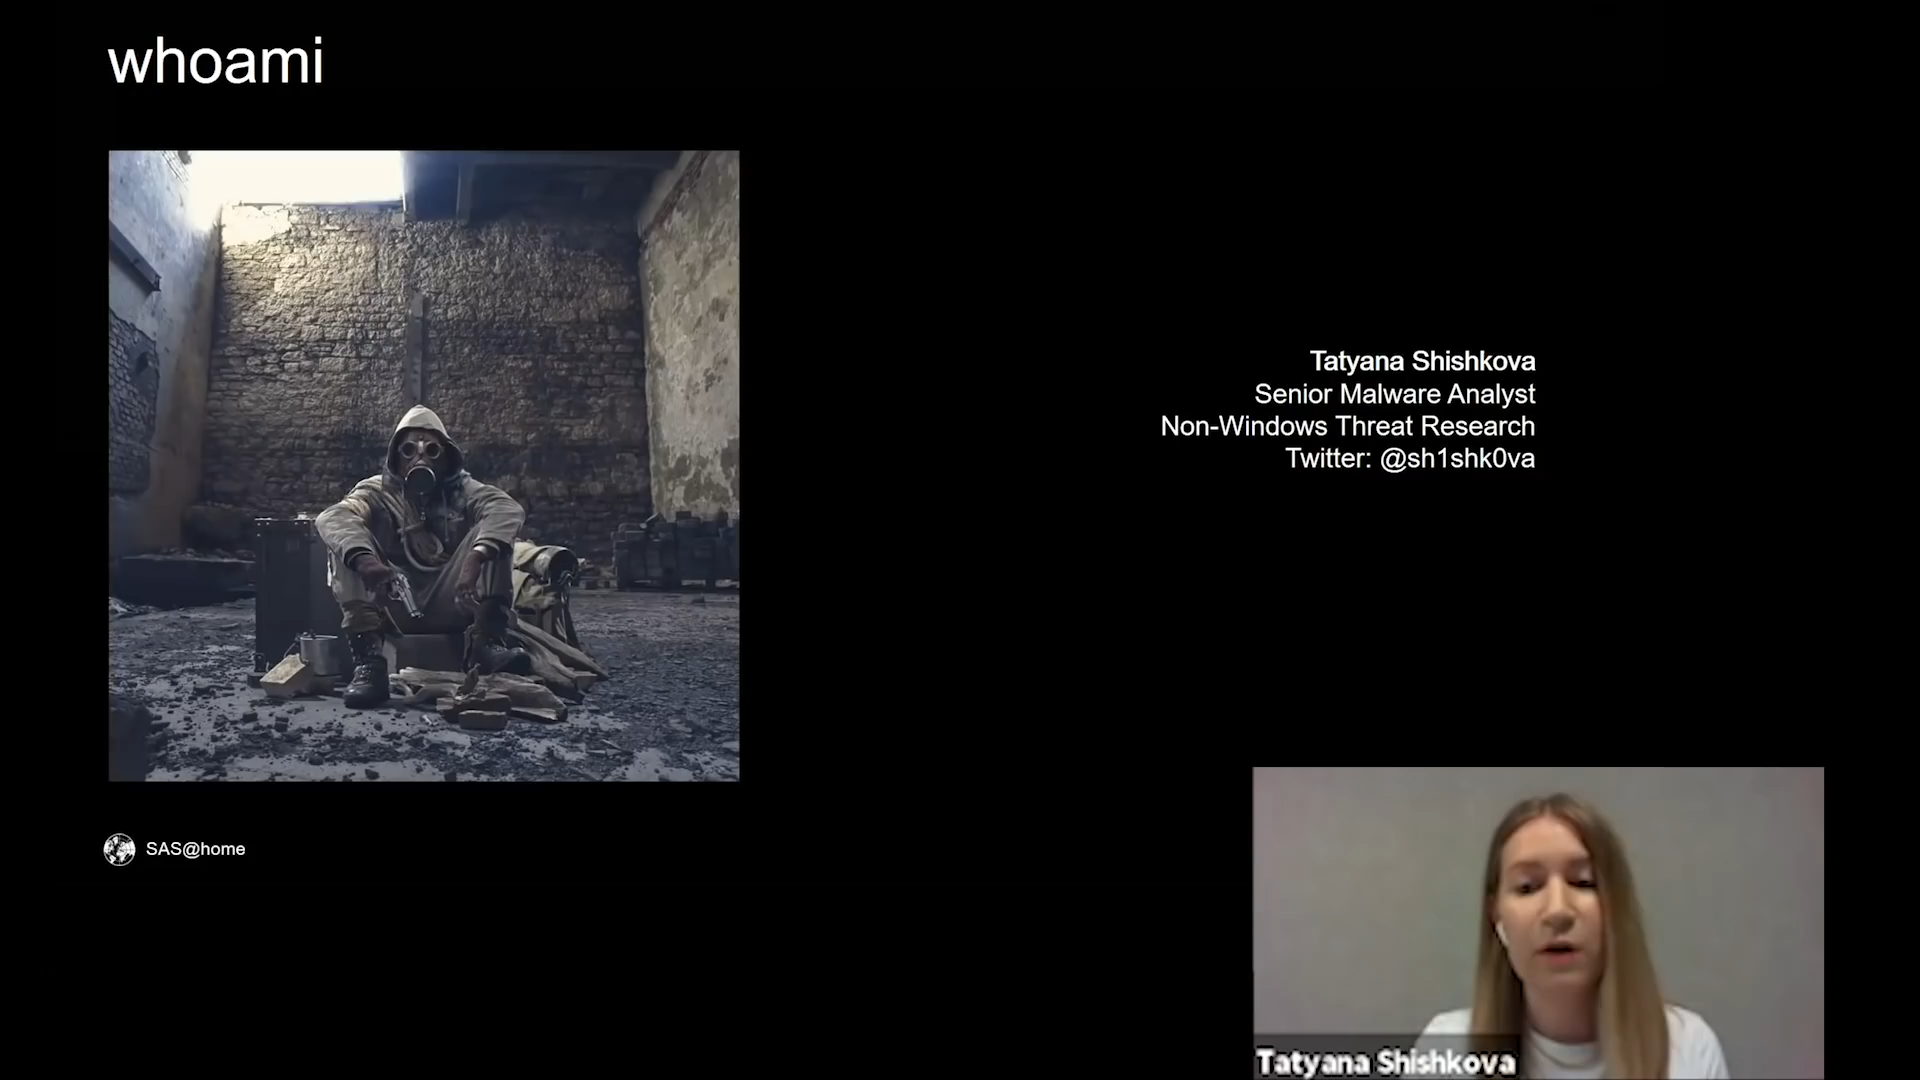 whoami
Tatyana Shishkova
Senior Malware Analyst
Non-Windows Threat Research
Twitter: @sh1shk0va
SAS@home
Tatyana Shishkova